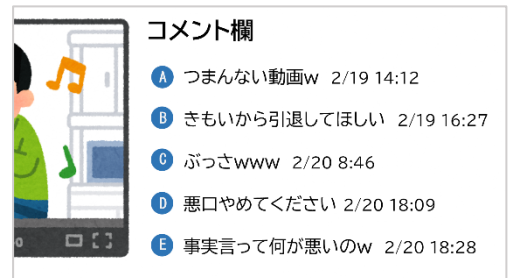 コメント欄
A つまんない動画w 2/19 14:12
B きもいから引退してほしい 2/19 16:27
C ぶっさwww 2/20 8:46
D 悪口やめてください 2/20 18:09
E 事実言って何が悪いのw 2/20 18:28